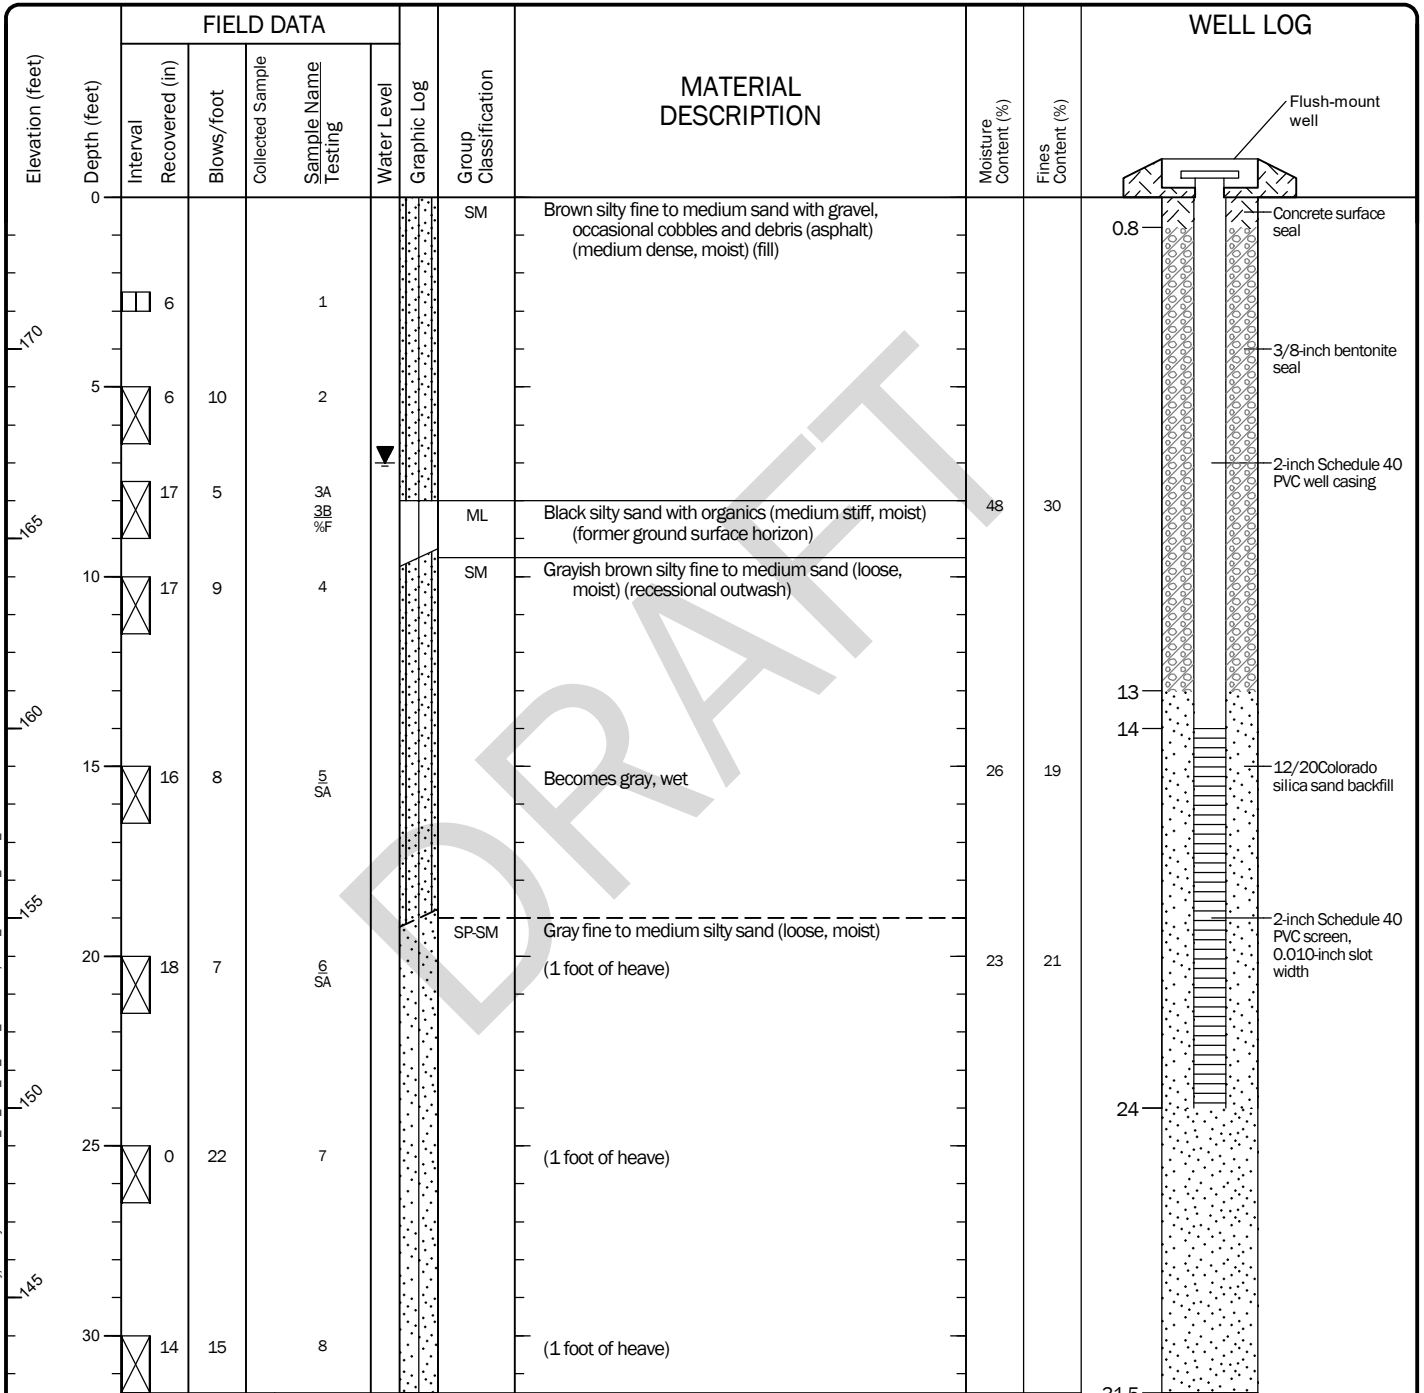 FIELD DATA
WELL LOG
Elevation (feet)
Depth (feet)
Interval
Recovered (in)
Blows/foot
Collected Sample
Sample Name
Testing
Water Level
Graphic Log
Group
Classification
MATERIAL
DESCRIPTION
Moisture
Content (%)
Fines
Content (%)
Flush-mount
well
0
SM
Brown silty fine to medium sand with gravel,
occasional cobbles and debris (asphalt)
(medium dense, moist) (fill)
Concrete surface
seal
0.8
6
1
170
3/8-inch bentonite
seal
5
6
10
2
2-inch Schedule 40
PVC well casing
17
5
3A
3B
%F
ML
Black silty sand with organics (medium stiff, moist)
(former ground surface horizon)
48
30
165
SM
Grayish brown silty fine to medium sand (loose,
moist) (recessional outwash)
10
17
9
4
DRAFT
13
160
14
15
16
8
5
SA
Becomes gray, wet
26
19
12/20Colorado
silica sand backfill
155
SP-SM
Gray fine to medium silty sand (loose, moist)
2-inch Schedule 40
PVC screen,
0.010-inch slot
width
20
18
7
6
SA
(1 foot of heave)
23
21
150
24
25
0
22
7
(1 foot of heave)
145
30
14
15
8
(1 foot of heave)
31.5